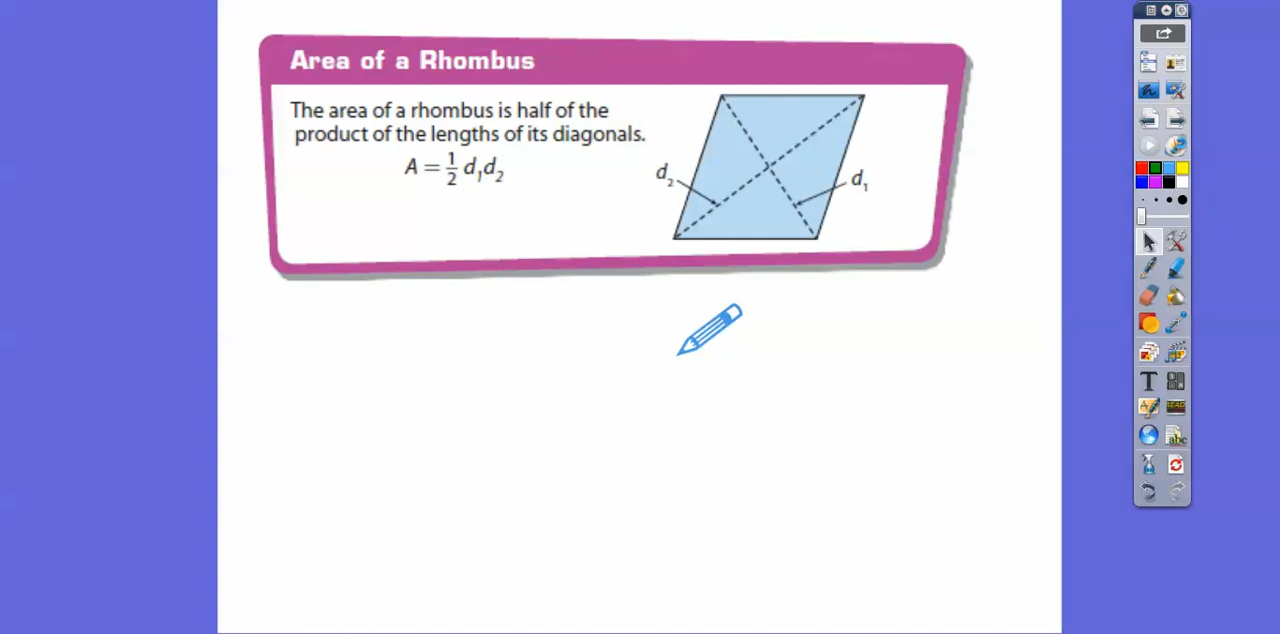 Area of a Rhombus
The area of a rhombus is half of the
product of the lengths of its diagonals.
A = 1/2 d₁d₂
d₂
d₁
T
abc